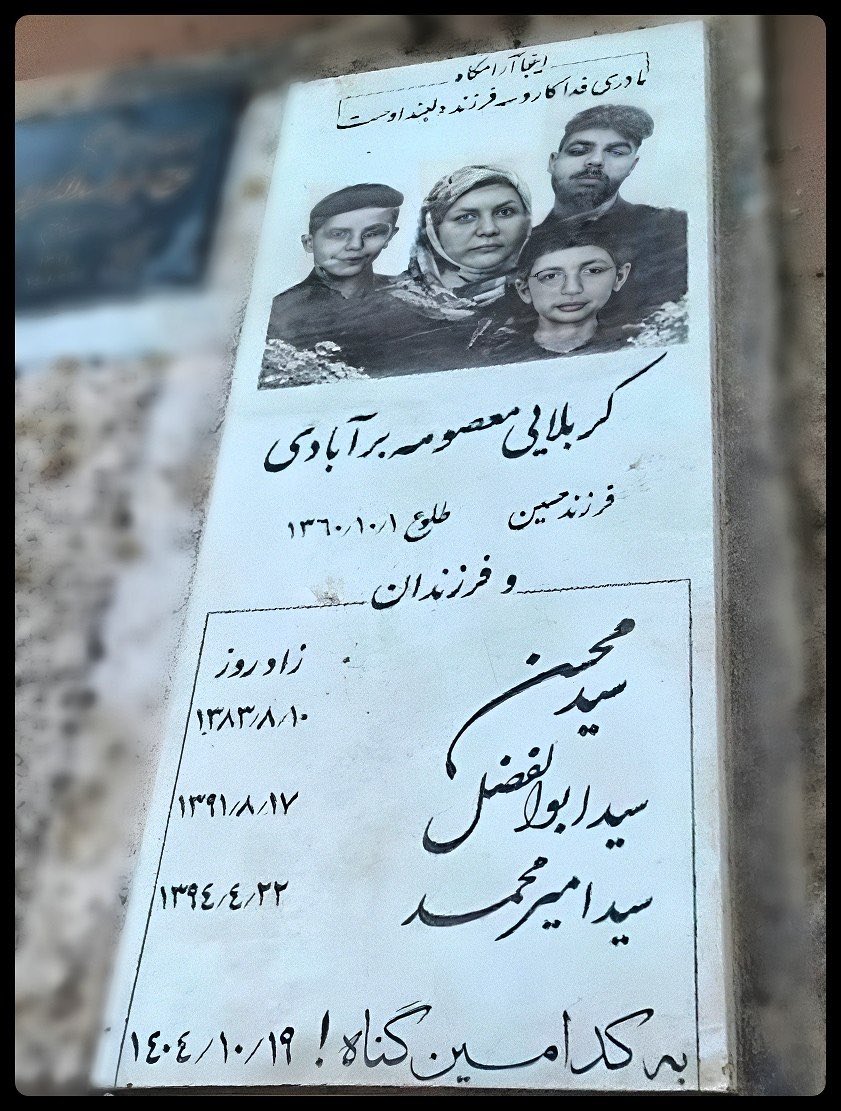 اینجا آرامگاه
مادری فداکار و سه فرزند دلبند اوست
کربلایی معصومه برآبادی
فرزند حسین طلوع ۱۳۶۰/۱۰/۱
و فرزندان
زادروز
سید محسن ۱۳۸۳/۸/۱۰
سید ابوالفضل ۱۳۹۱/۸/۱۷
سید امیرمحمد ۱۳۹۴/۴/۲۲
به کدامین گناه! ۱۴۰۴/۱۰/۱۹